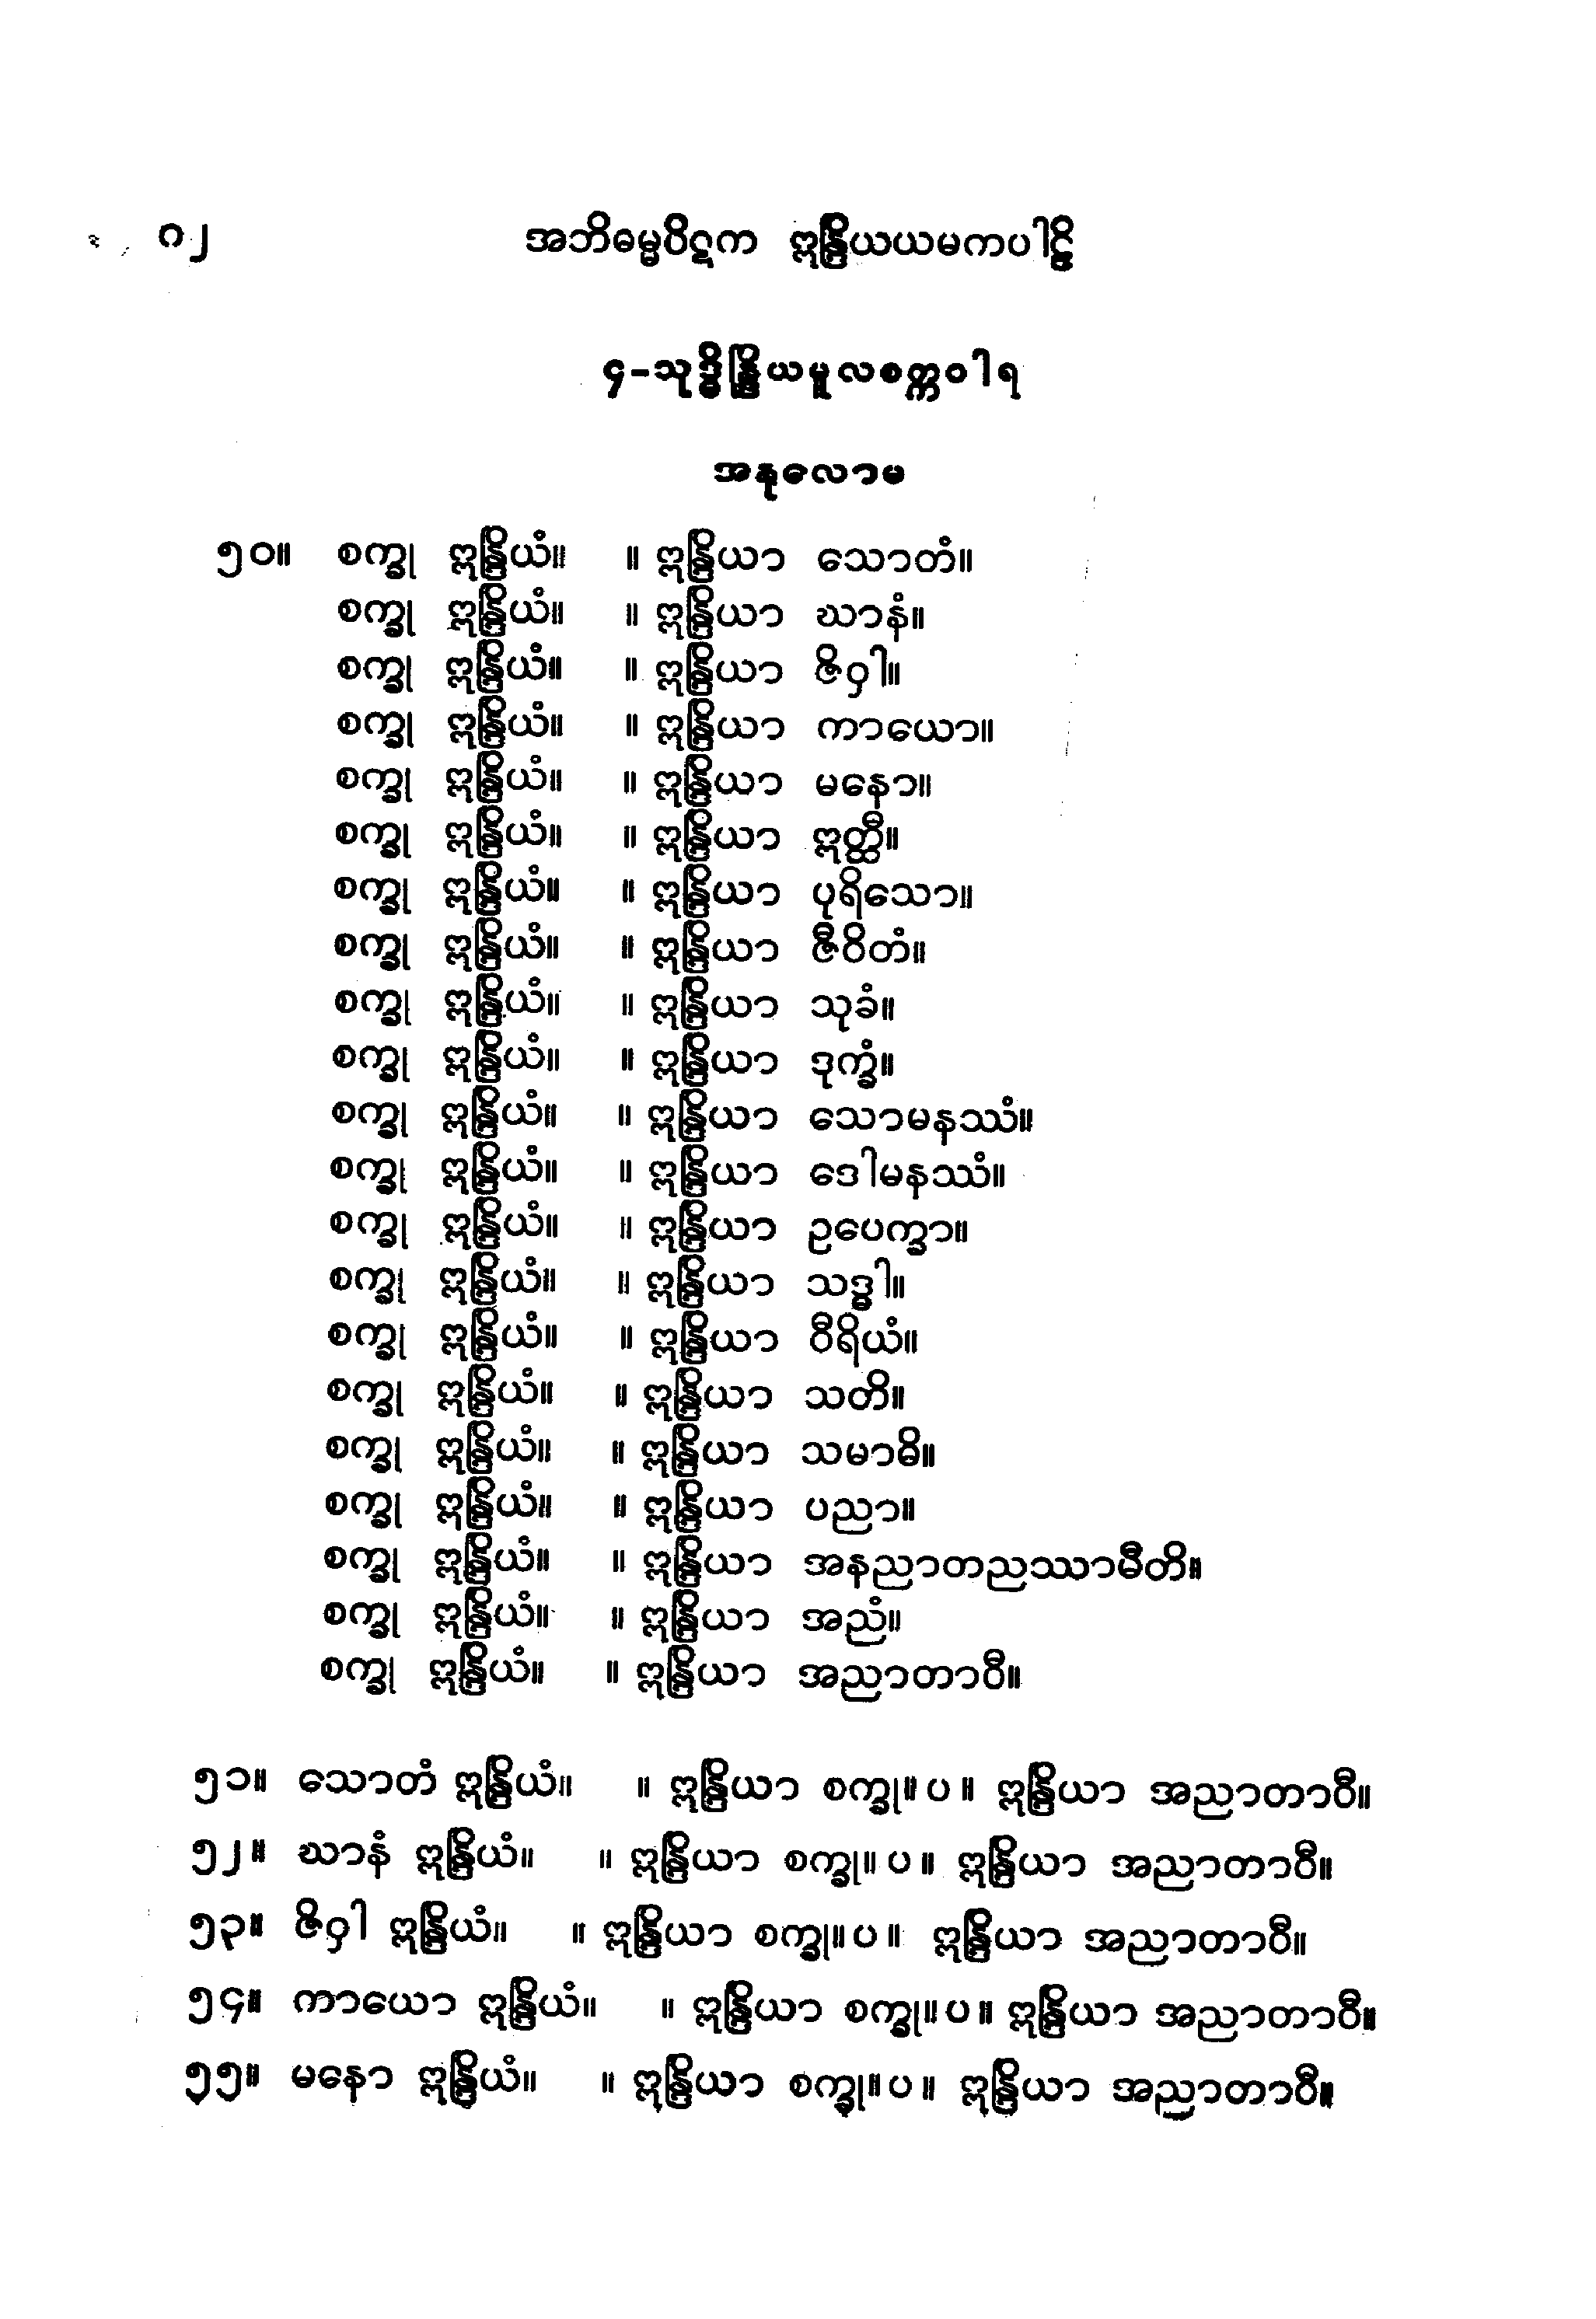 ဂ၂ အဘိဓမ္မပိဋက ဣန္ဒြိယယမကပါဠိ
၄-သုဒ္ဓိန္ဒြိယမူလစက္ကဝါရ
အနုလောမ
၅၀။ စက္ခု ဣန္ဒြိယံ။ ။ ဣန္ဒြိယာ သောတံ။
စက္ခု ဣန္ဒြိယံ။ ။ ဣန္ဒြိယာ ဃာနံ။
စက္ခု ဣန္ဒြိယံ။ ။ ဣန္ဒြိယာ ဇိဝှါ။
စက္ခု ဣန္ဒြိယံ။ ။ ဣန္ဒြိယာ ကာယော။
စက္ခု ဣန္ဒြိယံ။ ။ ဣန္ဒြိယာ မနော။
စက္ခု ဣန္ဒြိယံ။ ။ ဣန္ဒြိယာ ဣတ္ထီ။
စက္ခု ဣန္ဒြိယံ။ ။ ဣန္ဒြိယာ ပုရိသော။
စက္ခု ဣန္ဒြိယံ။ ။ ဣန္ဒြိယာ ဇီဝိတံ။
စက္ခု ဣန္ဒြိယံ။ ။ ဣန္ဒြိယာ သုခံ။
စက္ခု ဣန္ဒြိယံ။ ။ ဣန္ဒြိယာ ဒုက္ခံ။
စက္ခု ဣန္ဒြိယံ။ ။ ဣန္ဒြိယာ သောမနဿံ။
စက္ခု ဣန္ဒြိယံ။ ။ ဣန္ဒြိယာ ဒေါမနဿံ။
စက္ခု ဣန္ဒြိယံ။ ။ ဣန္ဒြိယာ ဥပေက္ခာ။
စက္ခု ဣန္ဒြိယံ။ ။ ဣန္ဒြိယာ သဒ္ဓါ။
စက္ခု ဣန္ဒြိယံ။ ။ ဣန္ဒြိယာ ဝီရိယံ။
စက္ခု ဣန္ဒြိယံ။ ။ ဣန္ဒြိယာ သတိ။
စက္ခု ဣန္ဒြိယံ။ ။ ဣန္ဒြိယာ သမာဓိ။
စက္ခု ဣန္ဒြိယံ။ ။ ဣန္ဒြိယာ ပညာ။
စက္ခု ဣန္ဒြိယံ။ ။ ဣန္ဒြိယာ အနညာတညဿာမီတိ။
စက္ခု ဣန္ဒြိယံ။ ။ ဣန္ဒြိယာ အညံ။
စက္ခု ဣန္ဒြိယံ။ ။ ဣန္ဒြိယာ အညာတာဝီ။
၅၁။ သောတံ ဣန္ဒြိယံ။ ။ ဣန္ဒြိယာ စက္ခု။ပ။ ဣန္ဒြိယာ အညာတာဝီ။
၅၂။ ဃာနံ ဣန္ဒြိယံ။ ။ ဣန္ဒြိယာ စက္ခု။ပ။ ဣန္ဒြိယာ အညာတာဝီ။
၅၃။ ဇိဝှါ ဣန္ဒြိယံ။ ။ ဣန္ဒြိယာ စက္ခု။ပ။ ဣန္ဒြိယာ အညာတာဝီ။
၅၄။ ကာယော ဣန္ဒြိယံ။ ။ ဣန္ဒြိယာ စက္ခု။ပ။ ဣန္ဒြိယာ အညာတာဝီ။
၅၅။ မနော ဣန္ဒြိယံ။ ။ ဣန္ဒြိယာ စက္ခု။ပ။ ဣန္ဒြိယာ အညာတာဝီ။